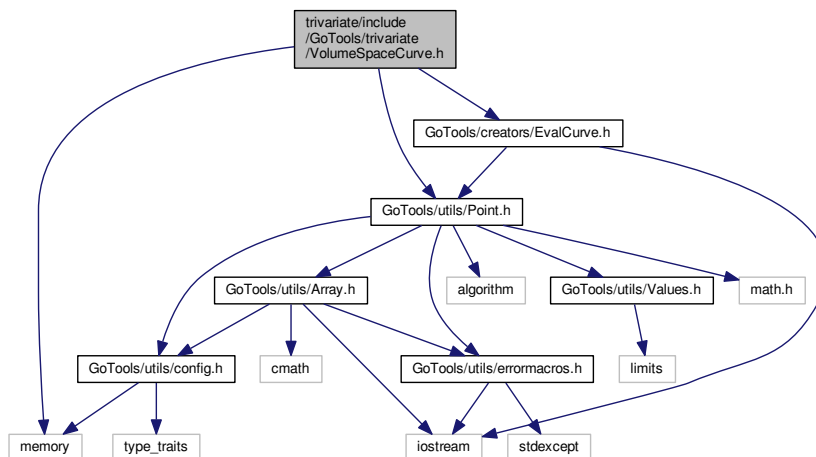 trivariate/include
/GoTools/trivariate
/VolumeSpaceCurve.h
GoTools/creators/EvalCurve.h
GoTools/utils/Point.h
GoTools/utils/Array.h
algorithm
GoTools/utils/Values.h
math.h
GoTools/utils/config.h
cmath
GoTools/utils/errormacros.h
limits
memory
type_traits
iostream
stdexcept